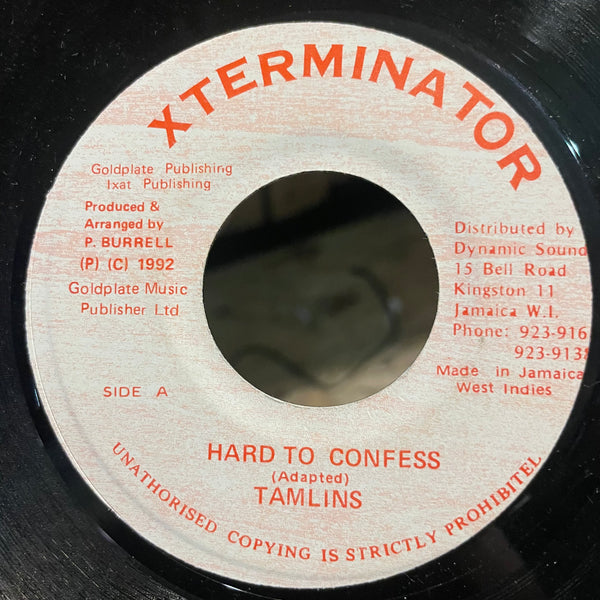 XTERMINATOR
Goldplate Publishing
Ixat Publishing
Produced &
Arranged by
P. BURRELL
(P) (C) 1992
Goldplate Music
Publisher Ltd
SIDE A
Distributed by
Dynamic Sound
15 Bell Road
Kingston 11
Jamaica W.I.
Phone: 923-916
923-9138
Made in Jamaica
West Indies
HARD TO CONFESS
(Adapted)
TAMLINS
UNATHORISED COPYING IS STRICTLY PROHIBITEL